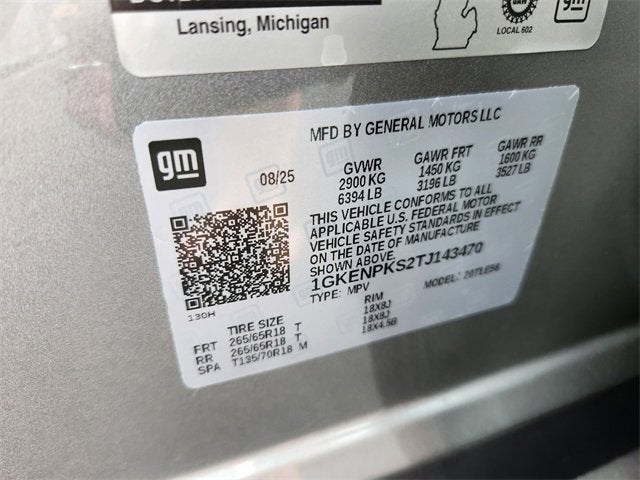 Lansing, Michigan
UAW
LOCAL 602
gm
gm
MFD BY GENERAL MOTORS LLC
08/25
GVWR GAWR FRT GAWR RR
2900 KG 1450 KG 1600 KG
6394 LB 3196 LB 3527 LB
THIS VEHICLE CONFORMS TO ALL
APPLICABLE U.S. FEDERAL MOTOR
VEHICLE SAFETY STANDARDS IN EFFECT
ON THE DATE OF MANUFACTURE
SHOWN ABOVE.
1GKENPKS2TJ143470
TYPE: MPV MODEL: 28TLE56
130H
TIRE SIZE RIM
FRT 265/65R18 T 18X8J
RR 265/65R18 T 18X8J
SPA T135/70R18 M 18X4.5B